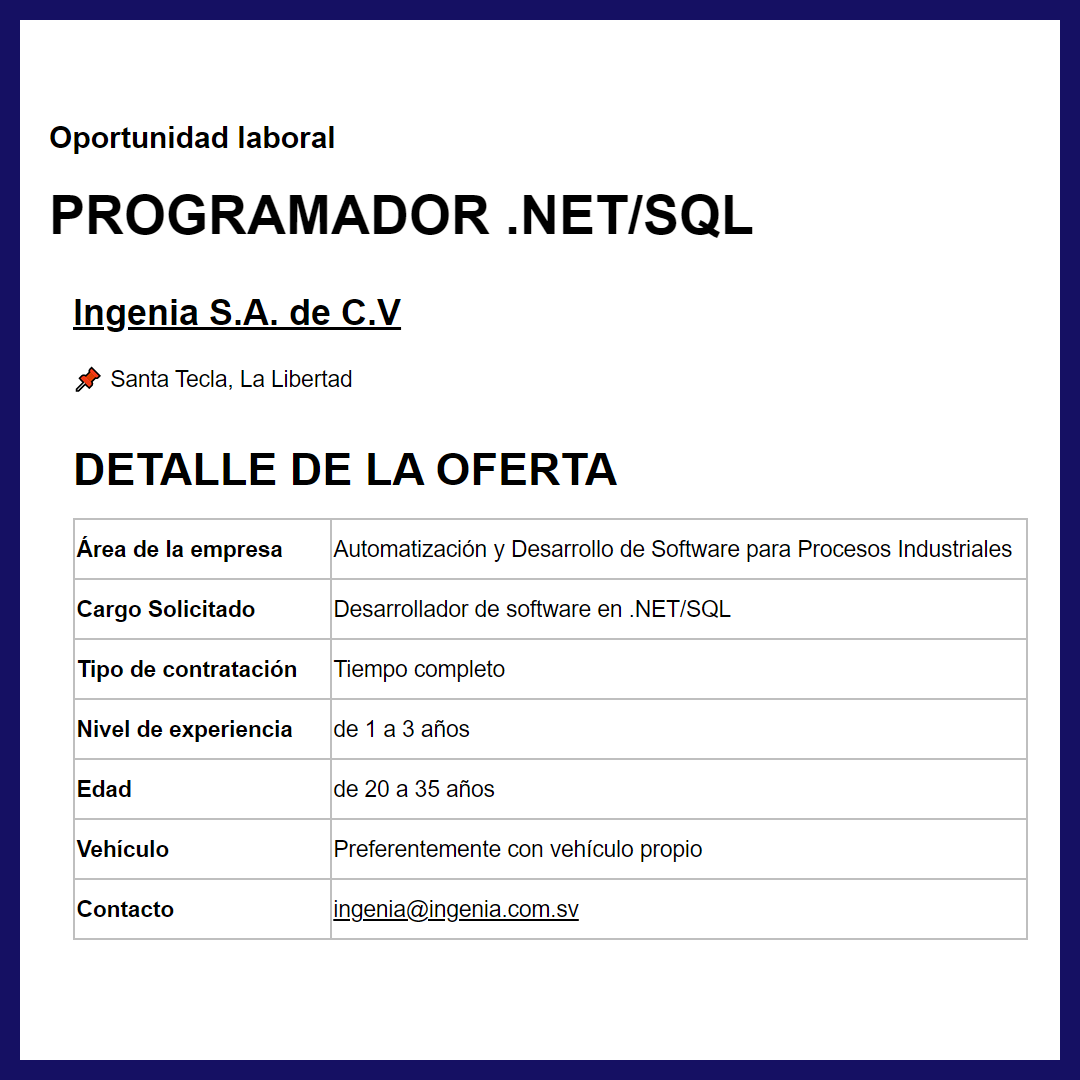 Oportunidad laboral
PROGRAMADOR .NET/SQL
Ingenia S.A. de C.V
📌 Santa Tecla, La Libertad
DETALLE DE LA OFERTA
Área de la empresa Automatización y Desarrollo de Software para Procesos Industriales
Cargo Solicitado Desarrollador de software en .NET/SQL
Tipo de contratación Tiempo completo
Nivel de experiencia de 1 a 3 años
Edad de 20 a 35 años
Vehículo Preferentemente con vehículo propio
Contacto ingenia@ingenia.com.sv